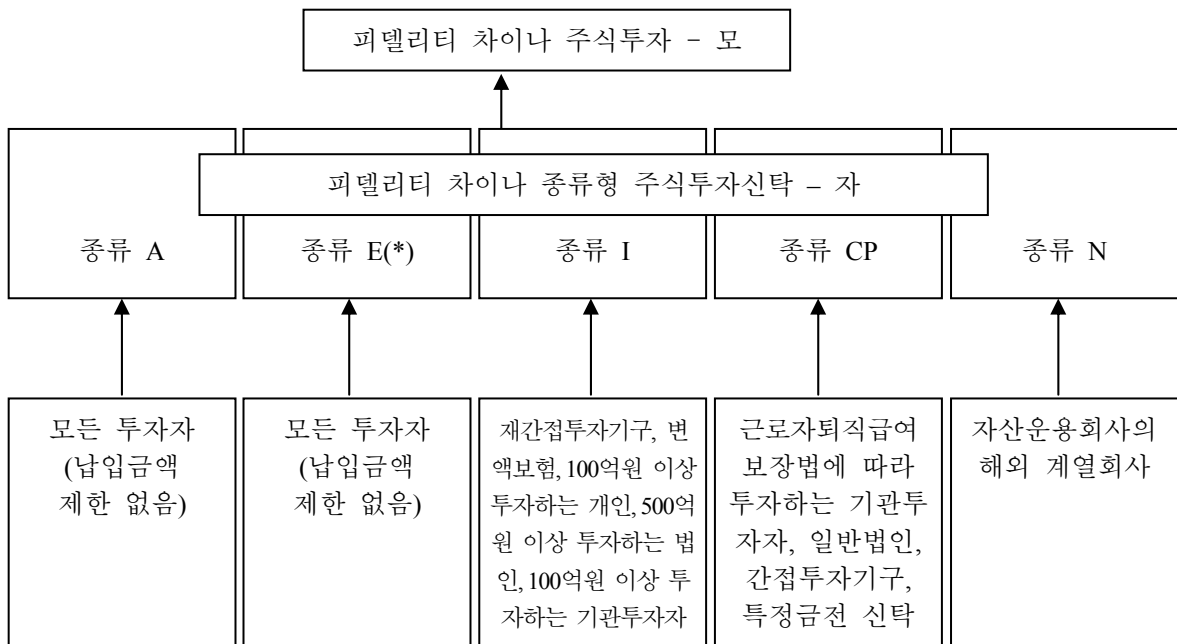 피델리티 차이나 주식투자 - 모
피델리티 차이나 종류형 주식투자신탁 – 자
종류 A
종류 E(*)
종류 I
종류 CP
종류 N
모든 투자자
(납입금액
제한 없음)
모든 투자자
(납입금액
제한 없음)
재간접투자기구, 변
액보험, 100억원 이상
투자하는 개인, 500억
원 이상 투자하는 법
인, 100억원 이상 투
자하는 기관투자자
근로자퇴직급여
보장법에 따라
투자하는 기관투
자자, 일반법인,
간접투자기구,
특정금전 신탁
자산운용회사의
해외 계열회사